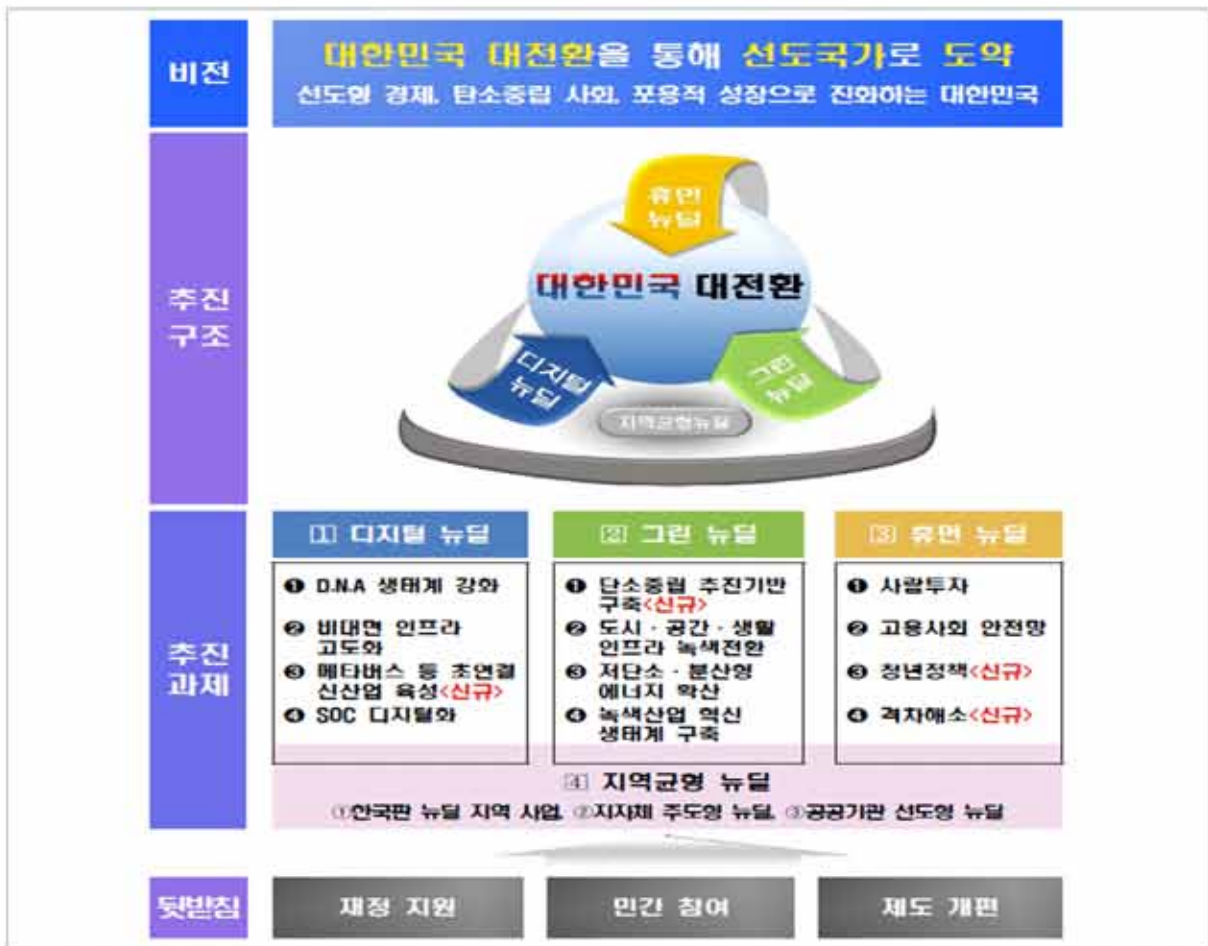 비전
대한민국 대전환을 통해 선도국가로 도약
선도형 경제, 탄소중립 사회, 포용적 성장으로 진화하는 대한민국
추진
구조
휴먼
뉴딜
대한민국 대전환
디지털
뉴딜
그린
뉴딜
지역균형뉴딜
추진
과제
1 디지털 뉴딜
❶ D.N.A 생태계 강화
❷ 비대면 인프라
고도화
❸ 메타버스 등 초연결
신산업 육성<신규>
❹ SOC 디지털화
2 그린 뉴딜
❶ 탄소중립 추진기반
구축<신규>
❷ 도시·공간·생활
인프라 녹색전환
❸ 저탄소·분산형
에너지 확산
❹ 녹색산업 혁신
생태계 구축
3 휴먼 뉴딜
❶ 사람투자
❷ 고용사회 안전망
❸ 청년정책<신규>
❹ 격차해소<신규>
4 지역균형 뉴딜
①한국판 뉴딜 지역 사업, ②지자체 주도형 뉴딜, ③공공기관 선도형 뉴딜
뒷받침
재정 지원
민간 참여
제도 개편